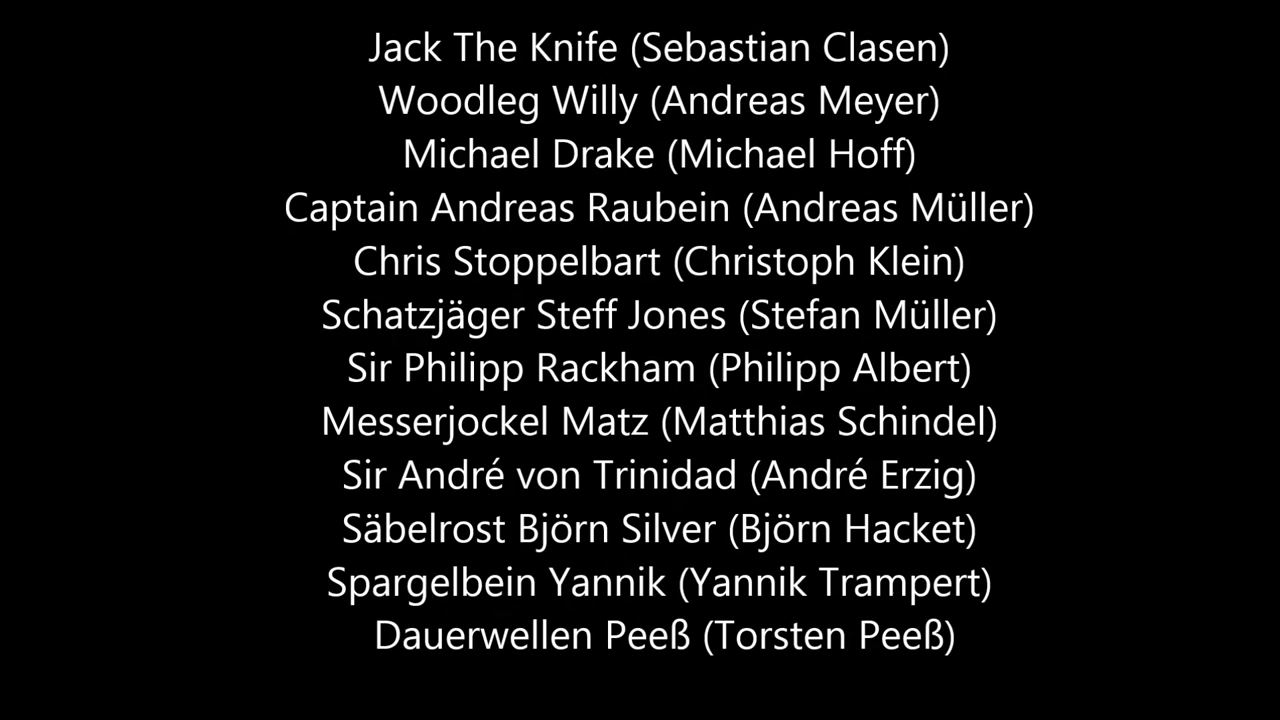 Jack The Knife (Sebastian Clasen)
Woodleg Willy (Andreas Meyer)
Michael Drake (Michael Hoff)
Captain Andreas Raubein (Andreas Müller)
Chris Stoppelbart (Christoph Klein)
Schatzjäger Steff Jones (Stefan Müller)
Sir Philipp Rackham (Philipp Albert)
Messerjockel Matz (Matthias Schindel)
Sir André von Trinidad (André Erzig)
Säbelrost Björn Silver (Björn Hacket)
Spargelbein Yannik (Yannik Trampert)
Dauerwellen Peeß (Torsten Peeß)